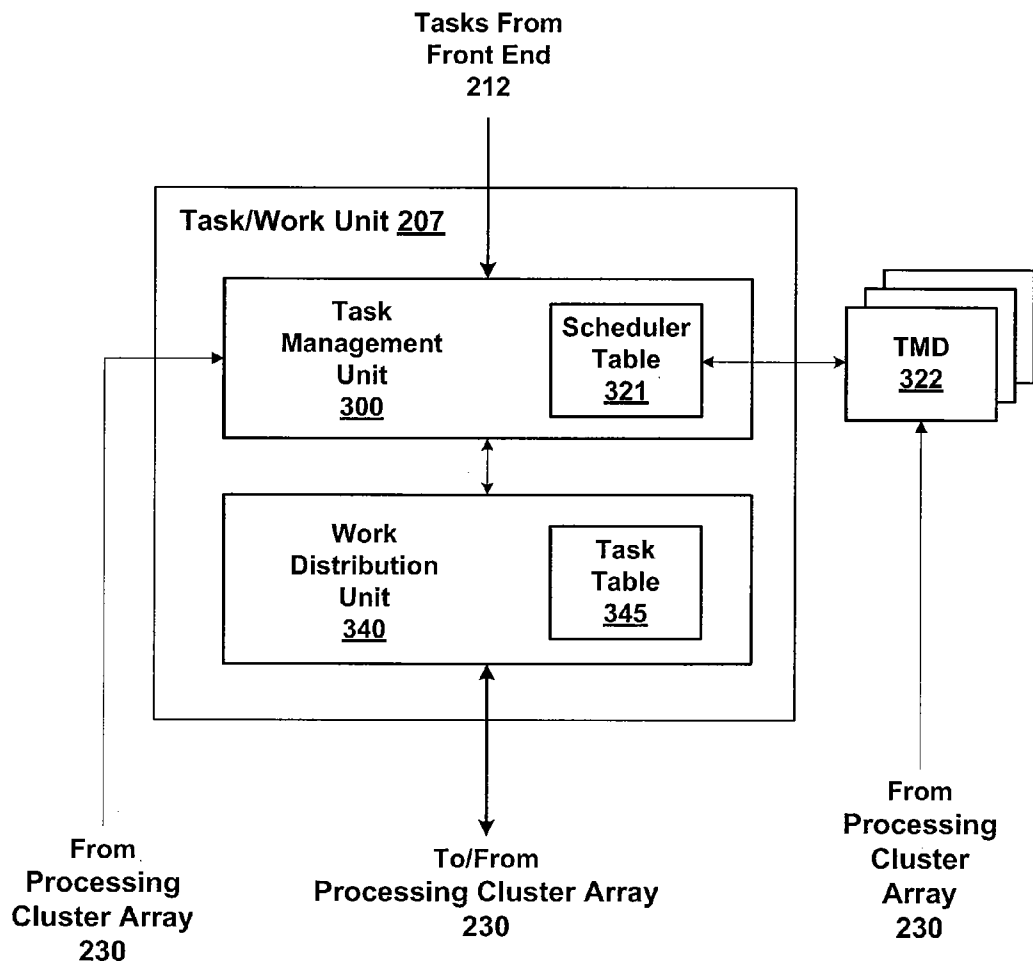 Tasks From
Front End
212
Task/Work Unit 207
Task
Management
Unit
300
Scheduler
Table
321
TMD
322
Work
Distribution
Unit
340
Task
Table
345
From
Processing
Cluster Array
230
To/From
Processing Cluster Array
230
From
Processing
Cluster
Array
230